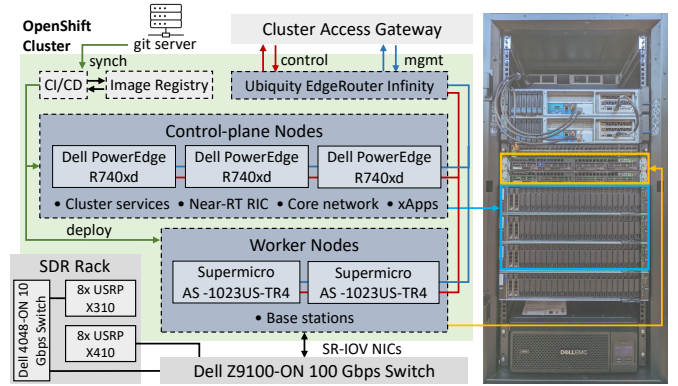 OpenShift
Cluster
git server
synch
CI/CD
Image Registry
Cluster Access Gateway
control
mgmt
Ubiquity EdgeRouter Infinity
Control-plane Nodes
Dell PowerEdge
R740xd
Dell PowerEdge
R740xd
Dell PowerEdge
R740xd
• Cluster services • Near-RT RIC • Core network • xApps
deploy
Worker Nodes
Supermicro
AS -1023US-TR4
Supermicro
AS -1023US-TR4
• Base stations
SDR Rack
Dell 4048-ON 10
Gbps Switch
8x USRP
X310
8x USRP
X410
SR-IOV NICs
Dell Z9100-ON 100 Gbps Switch
DELLEMC